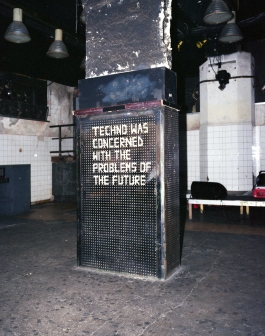 TECHNO WAS
CONCERNED
WITH THE
PROBLEMS OF
THE FUTURE